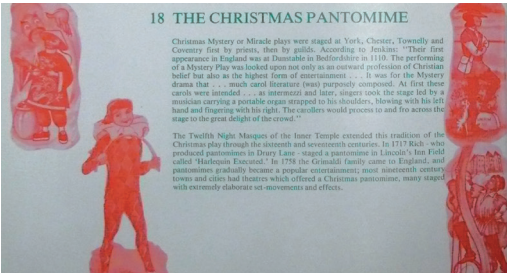 18 THE CHRISTMAS PANTOMIME
Christmas Mystery or Miracle plays were staged at York, Chester, Townelly and
Coventry first by priests, then by guilds. According to Jenkins: "Their first
appearance in England was at Dunstable in Bedfordshire in 1110. The performing
of a Mystery Play was looked upon not only as an outward profession of Christian
belief but also as the highest form of entertainment . . . It was for the Mystery
drama that . . . much carol literature (was) purposely composed. At first these
carols were intended . . . as intermezzi and later, singers took the stage led by a
musician carrying a portable organ strapped to his shoulders, blowing with his left
hand and fingering with his right. The carollers would process to and fro across the
stage to the great delight of the crowd."
The Twelfth Night Masques of the Inner Temple extended this tradition of the
Christmas play through the sixteenth and seventeenth centuries. In 1717 Rich - who
produced pantomimes in Drury Lane - staged a pantomime in Lincoln's Inn Field
called 'Harlequin Executed.' In 1758 the Grimaldi family came to England, and
pantomimes gradually became a popular entertainment; most nineteenth century
towns and cities had theatres which offered a Christmas pantomime, many staged
with extremely elaborate set-movements and effects.